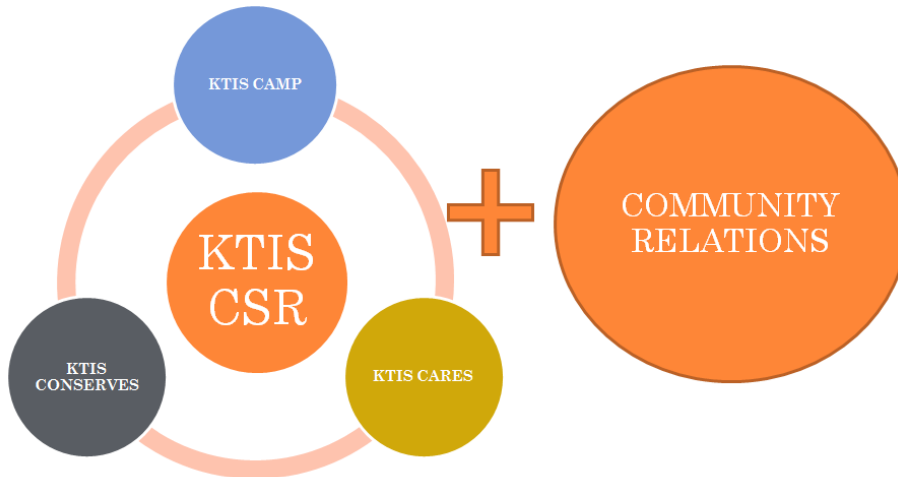 KTIS CAMP
KTIS
CSR
KTIS
CONSERVES
KTIS CARES
COMMUNITY
RELATIONS